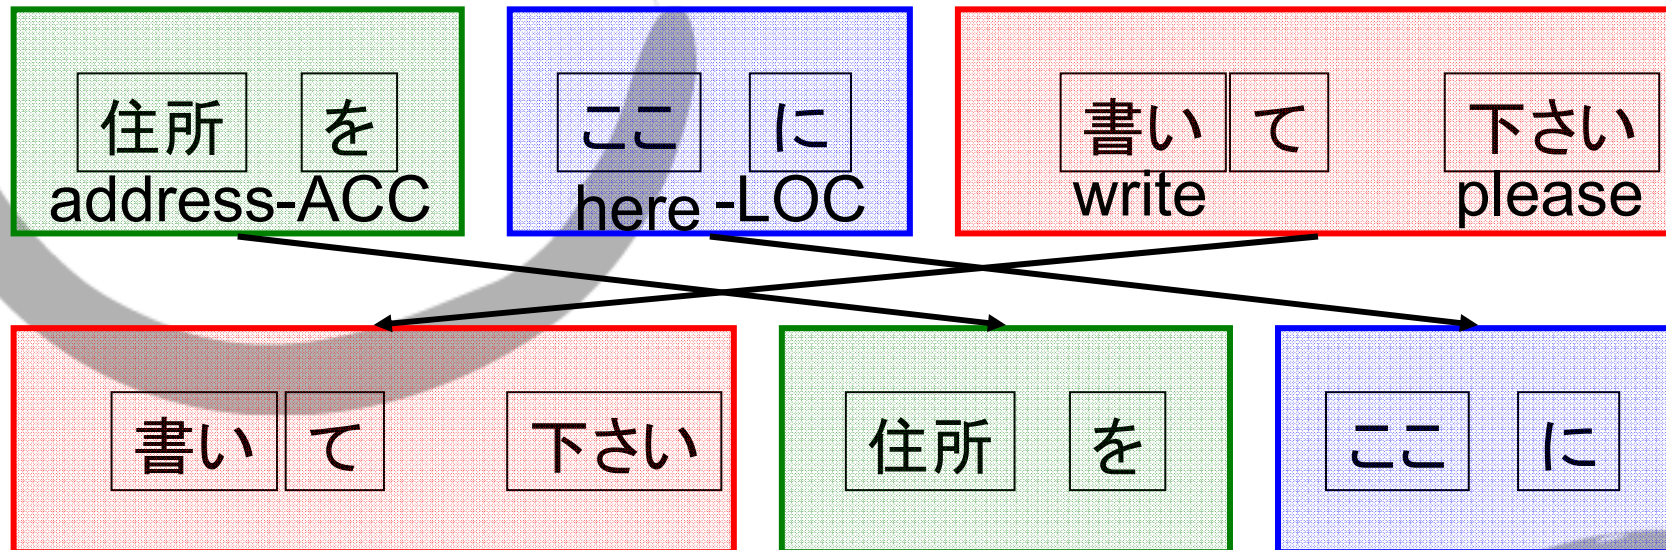 住所 を ここ に 書い て 下さい
address-ACC here -LOC write please
書い て 下さい 住所 を ここ に